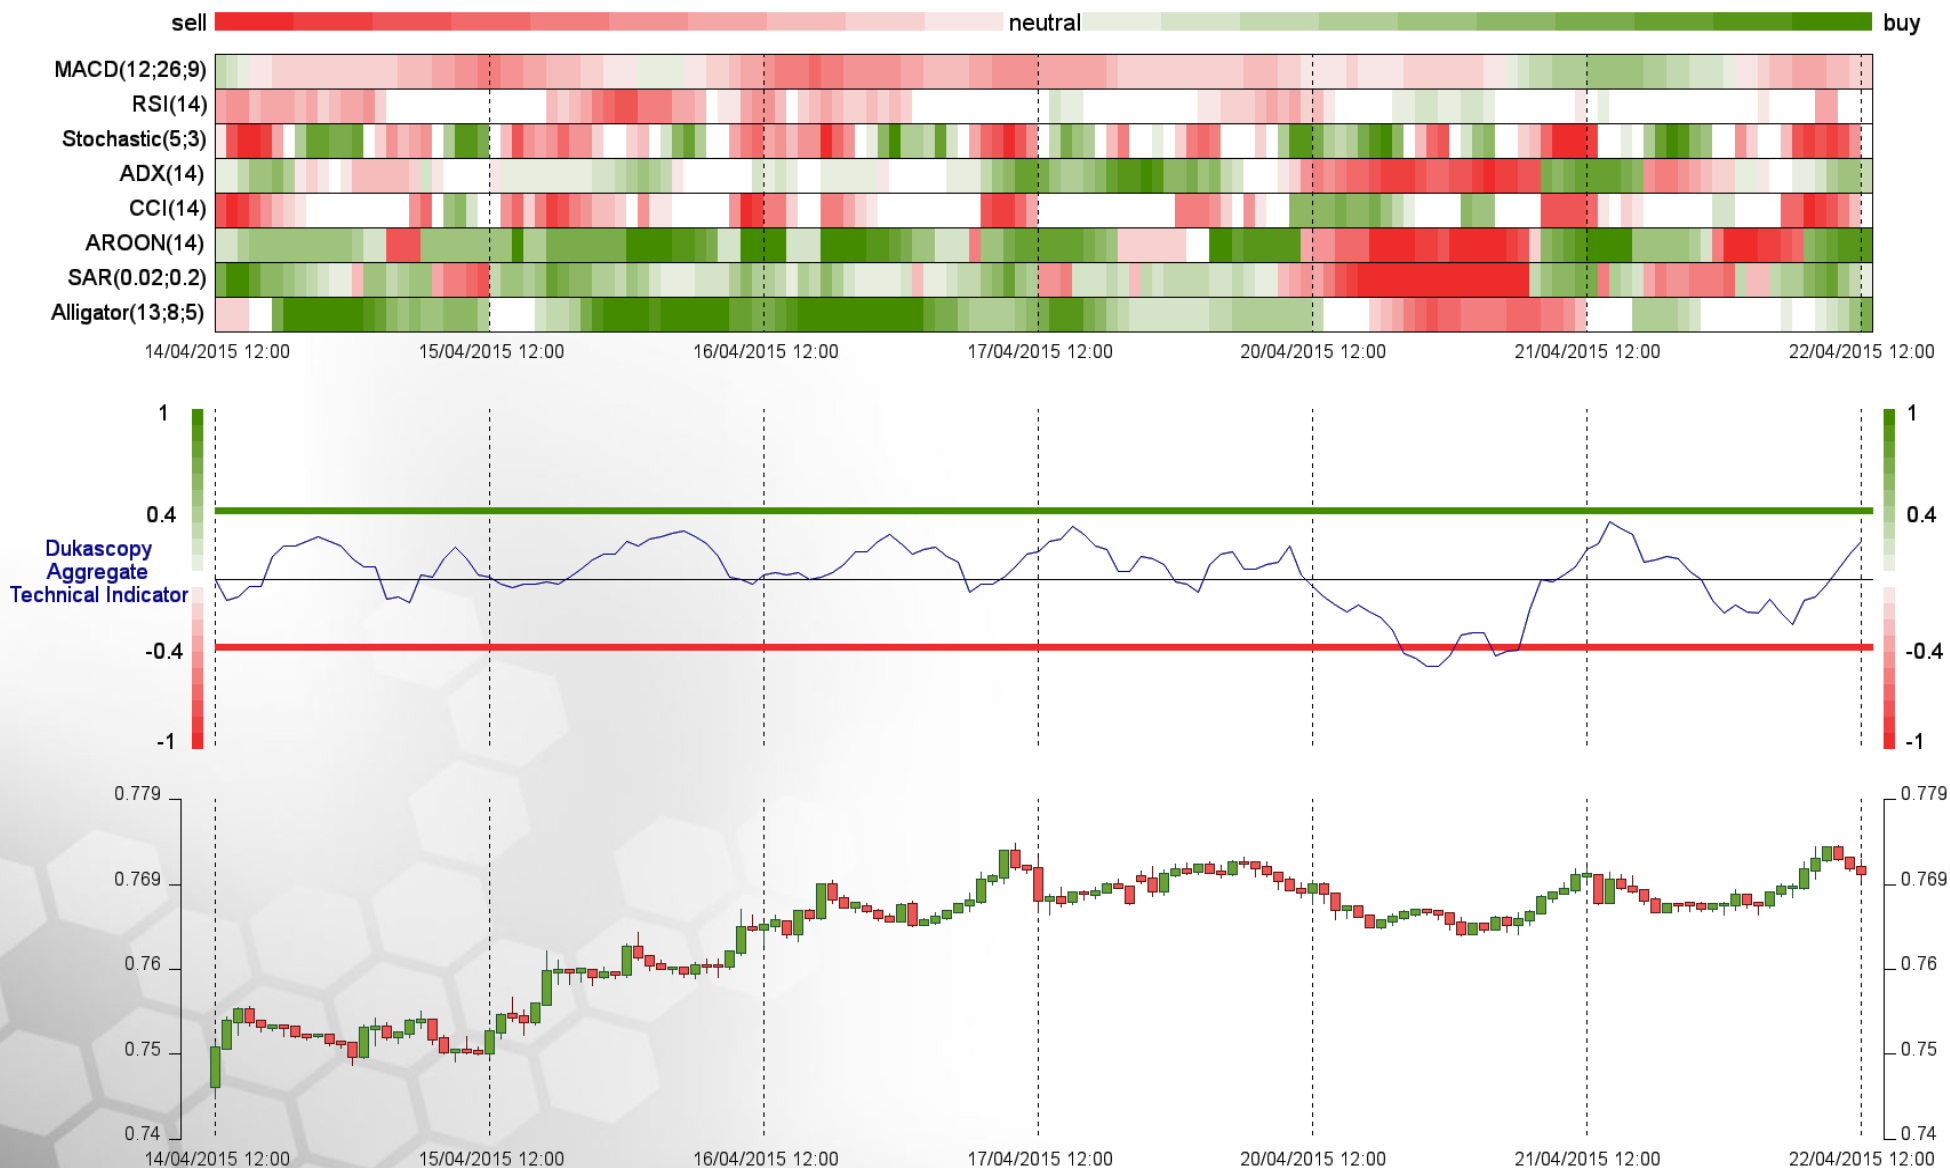 sell neutral buy
MACD(12;26;9)
RSI(14)
Stochastic(5;3)
ADX(14)
CCI(14)
AROON(14)
SAR(0.02;0.2)
Alligator(13;8;5)
14/04/2015 12:00 15/04/2015 12:00 16/04/2015 12:00 17/04/2015 12:00 20/04/2015 12:00 21/04/2015 12:00 22/04/2015 12:00
1 1
0.4 0.4
Dukascopy
Aggregate
Technical Indicator
-0.4 -0.4
-1 -1
0.779 0.779
0.769 0.769
0.76 0.76
0.75 0.75
0.74 0.74
14/04/2015 12:00 15/04/2015 12:00 16/04/2015 12:00 17/04/2015 12:00 20/04/2015 12:00 21/04/2015 12:00 22/04/2015 12:00